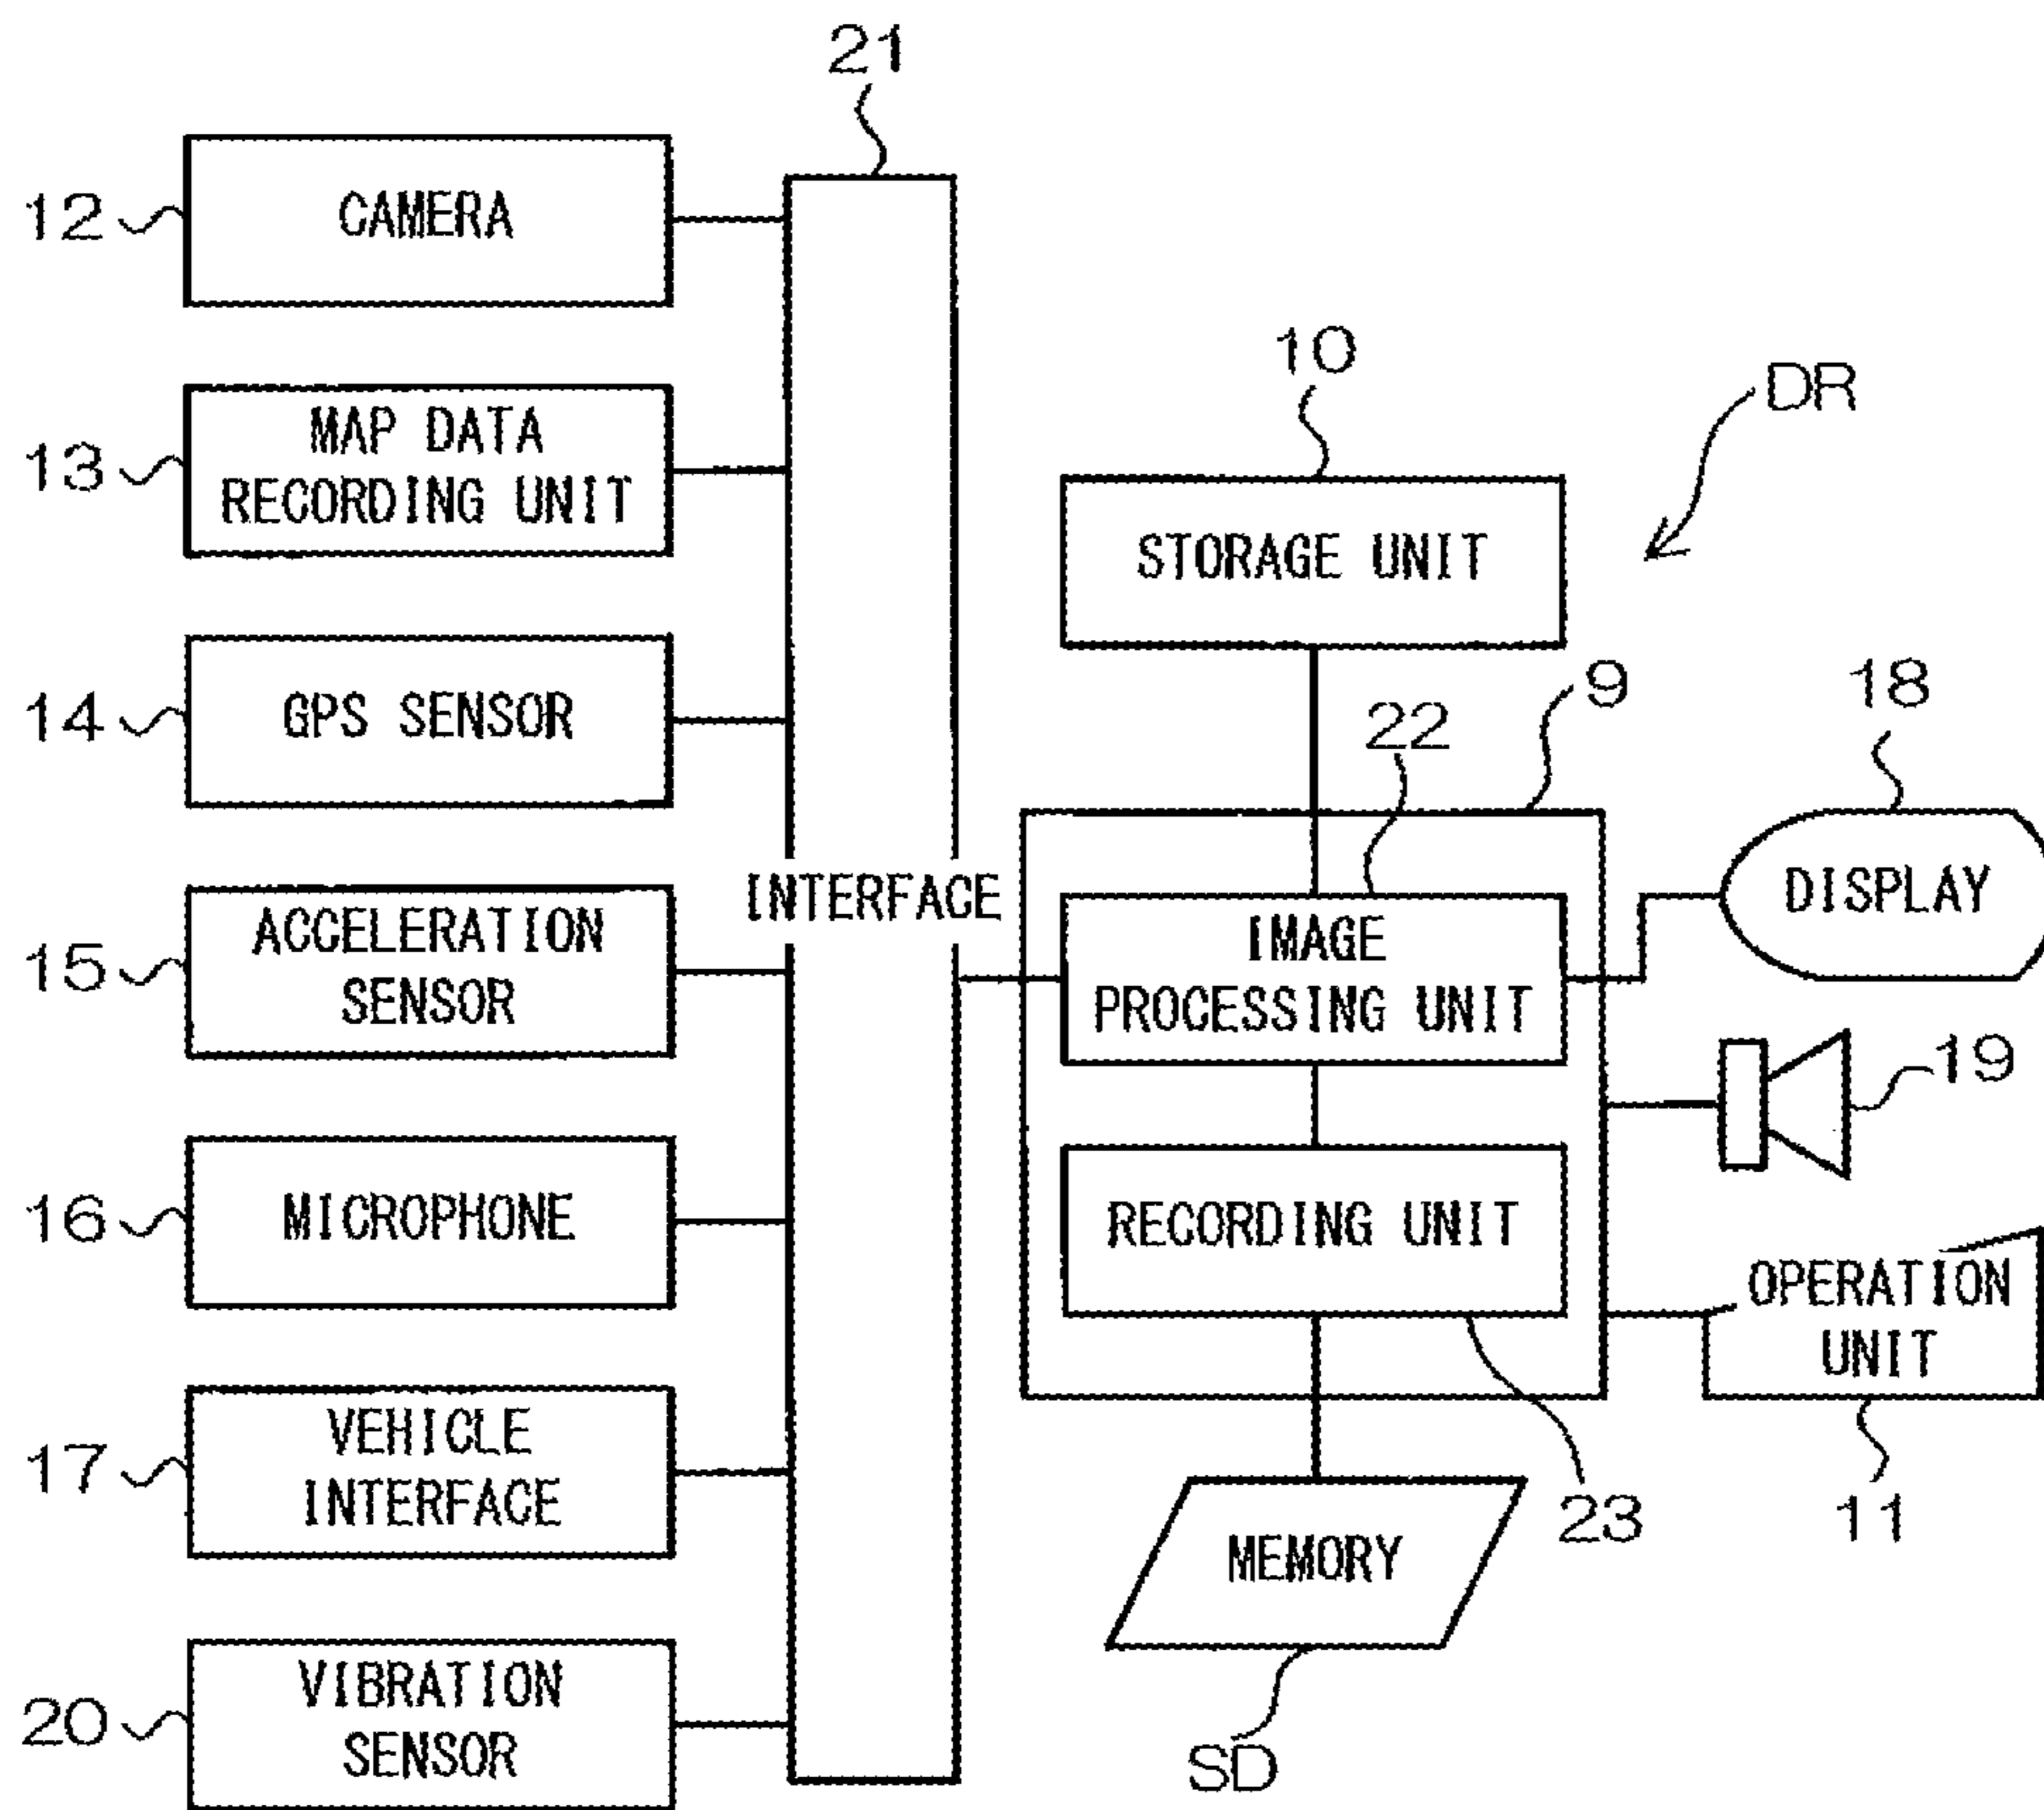 21
12
CAMERA
13
MAP DATA
RECORDING UNIT
14
GPS SENSOR
15
ACCELERATION
SENSOR
16
MICROPHONE
17
VEHICLE
INTERFACE
20
VIBRATION
SENSOR
INTERFACE
10
DR
STORAGE UNIT
9
22
18
IMAGE
PROCESSING UNIT
DISPLAY
19
RECORDING UNIT
OPERATION
UNIT
23
11
MEMORY
SD